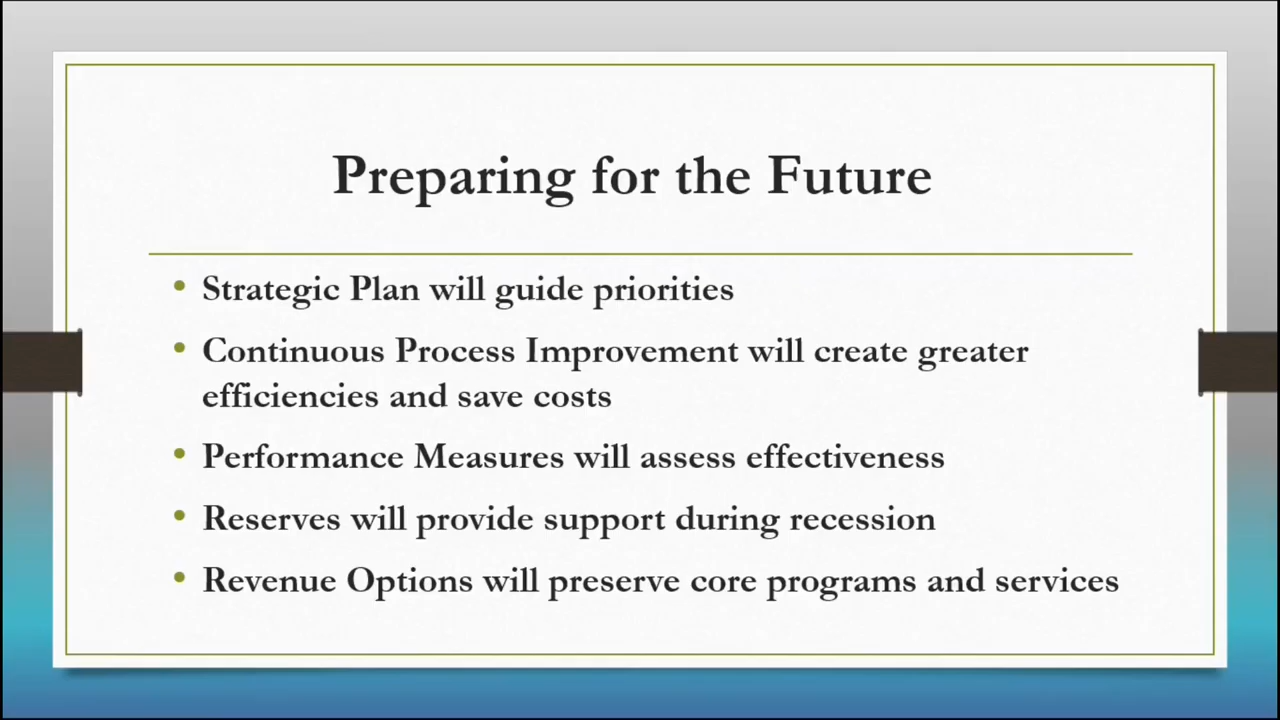 Preparing for the Future
• Strategic Plan will guide priorities
• Continuous Process Improvement will create greater
efficiencies and save costs
• Performance Measures will assess effectiveness
• Reserves will provide support during recession
• Revenue Options will preserve core programs and services